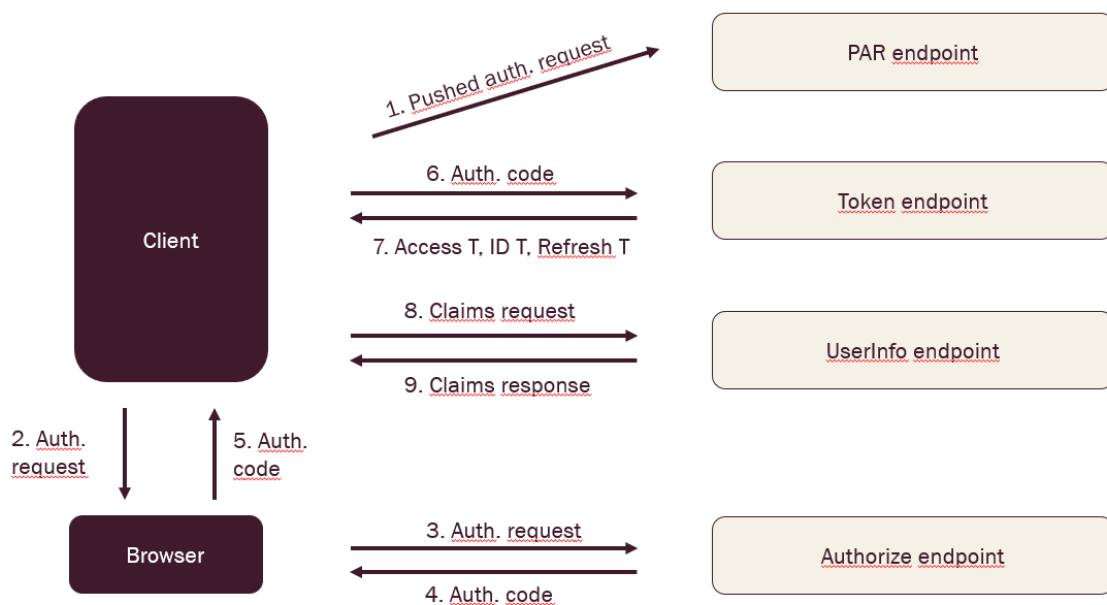 1. Pushed auth. request
PAR endpoint
6. Auth. code
Token endpoint
Client
7. Access T, ID T, Refresh T
8. Claims request
UserInfo endpoint
9. Claims response
2. Auth.
request
5. Auth.
code
3. Auth. request
Browser
Authorize endpoint
4. Auth. code